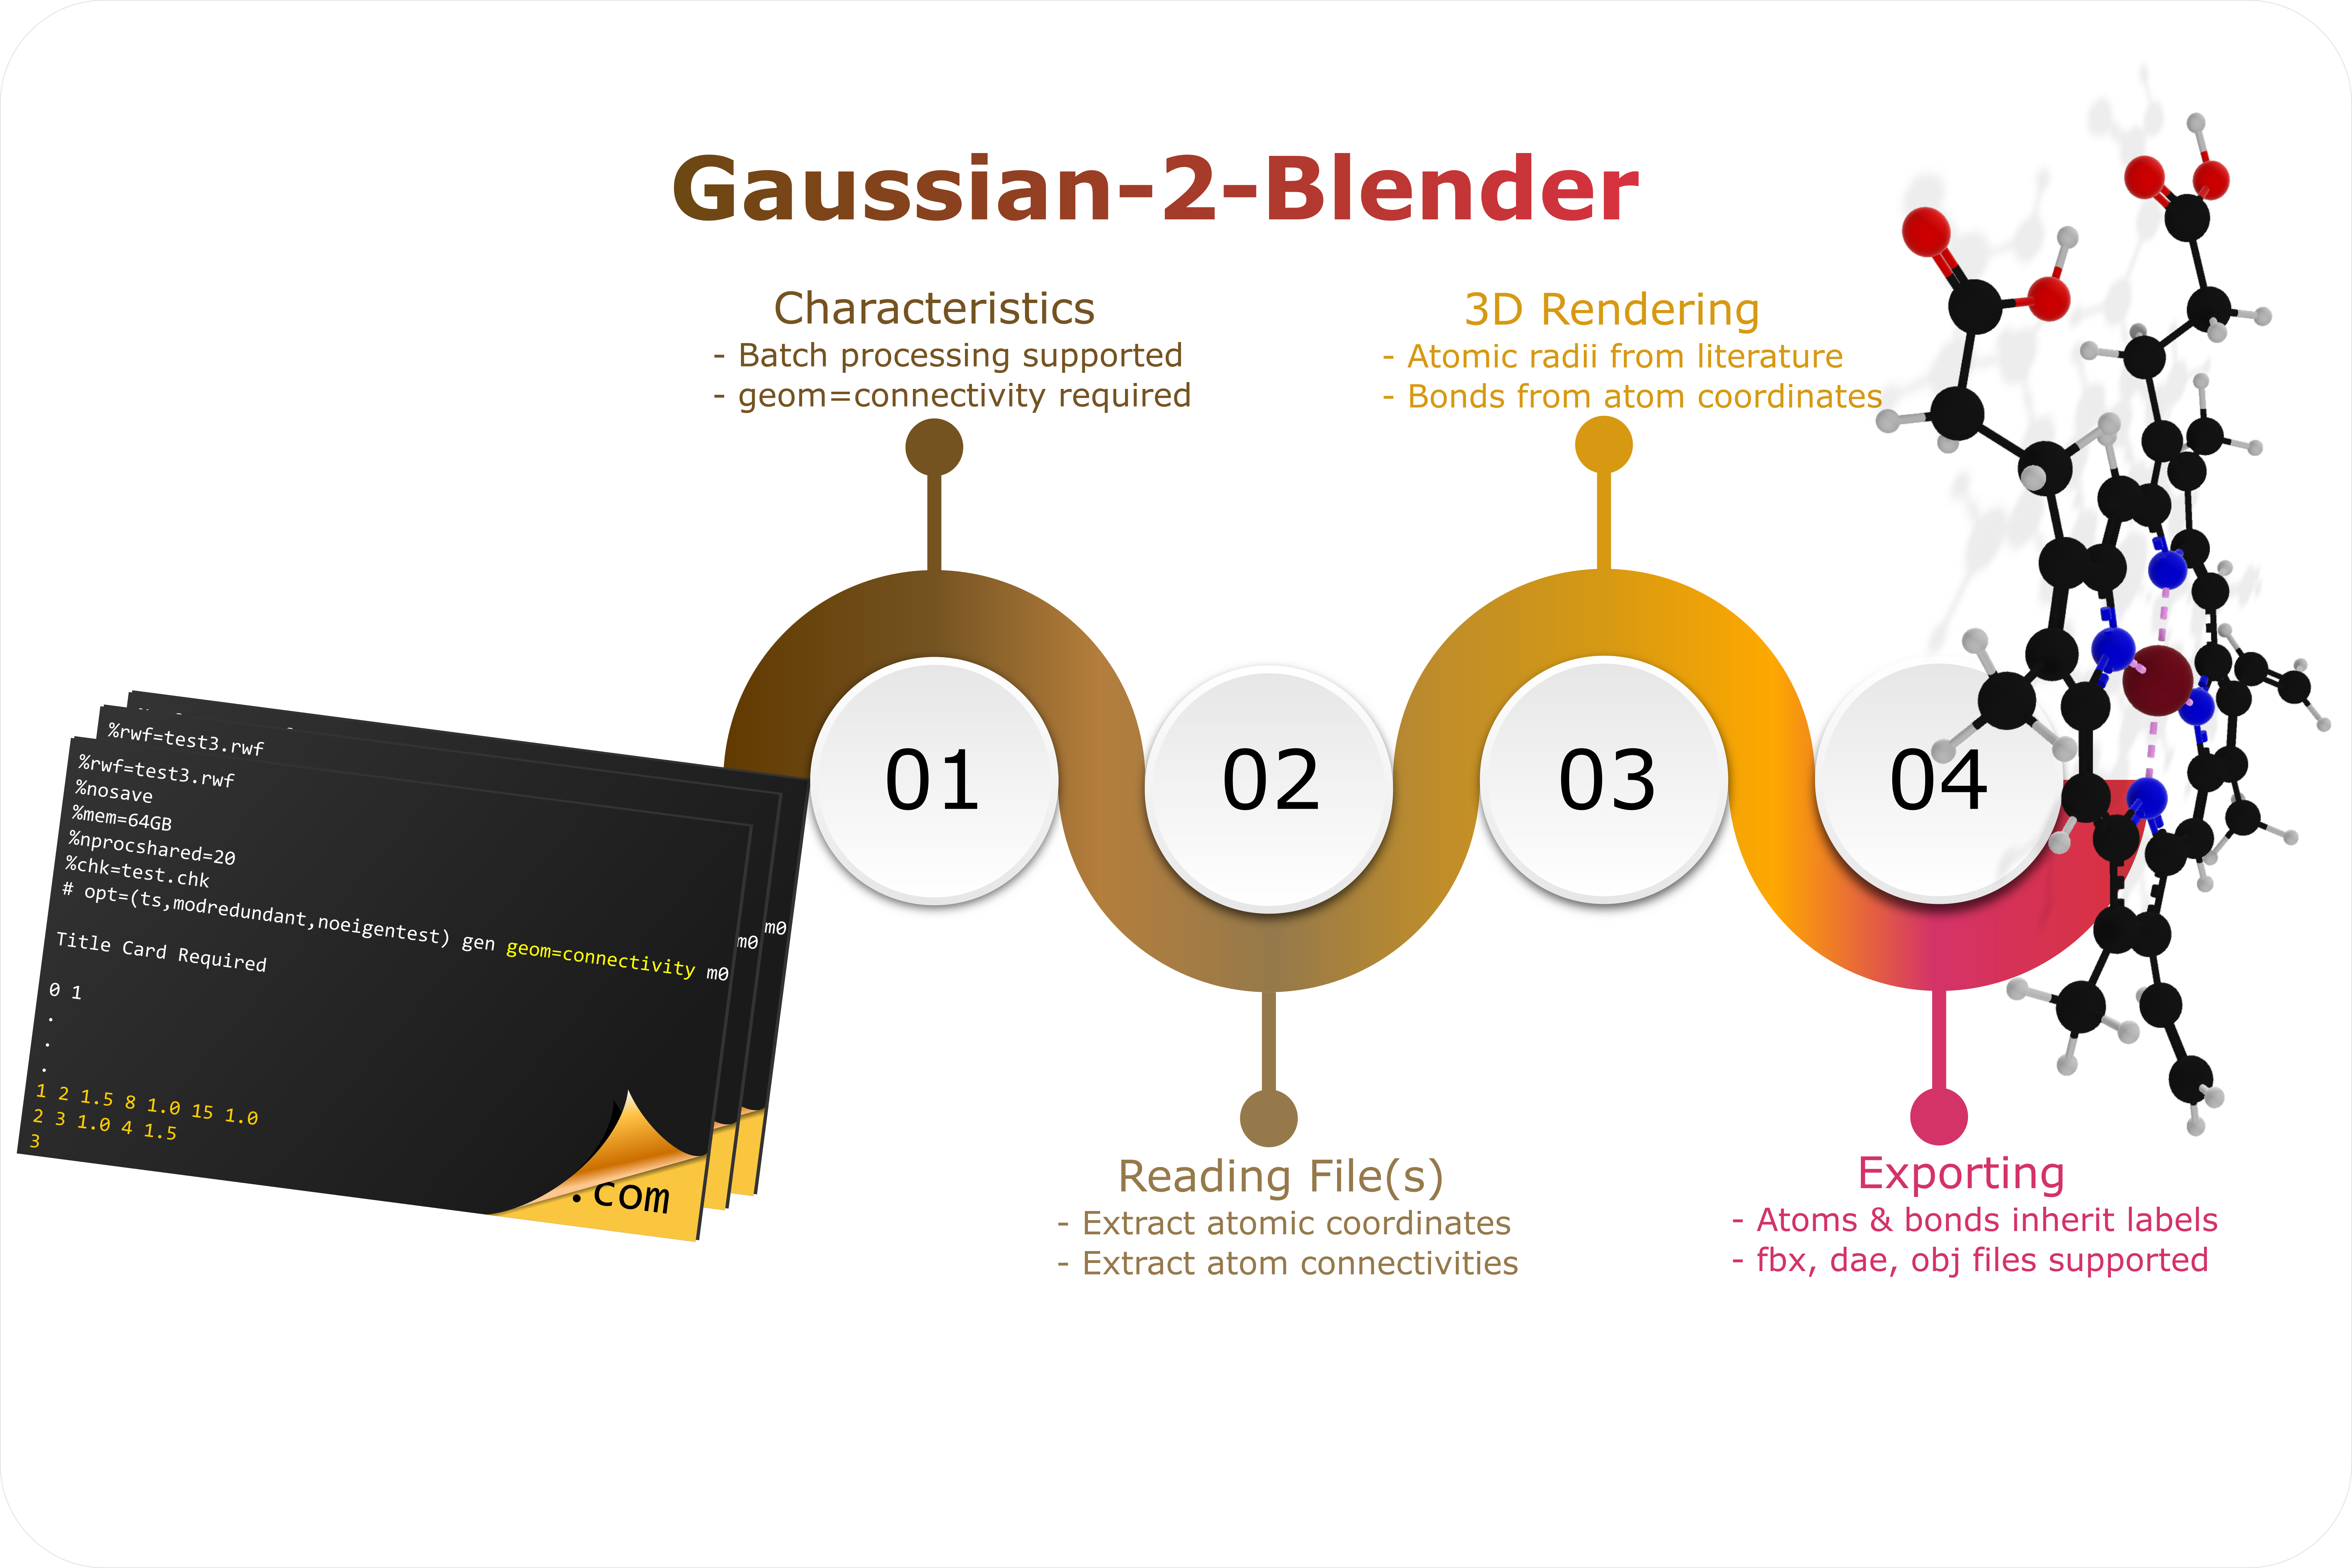 Gaussian-2-Blender
Characteristics
- Batch processing supported
- geom=connectivity required
3D Rendering
- Atomic radii from literature
- Bonds from atom coordinates
01
02
03
04
%rwf=test3.rwf
%rwf=test3.rwf
%nosave
%mem=64GB
%nprocshared=20
%chk=test.chk
# opt=(ts,modredundant,noeigentest) gen geom=connectivity m0
m0
m0
Title Card Required
0 1
.
.
.
1 2 1.5 8 1.0 15 1.0
2 3 1.0 4 1.5
3
.com
Reading File(s)
- Extract atomic coordinates
- Extract atom connectivities
Exporting
- Atoms & bonds inherit labels
- fbx, dae, obj files supported